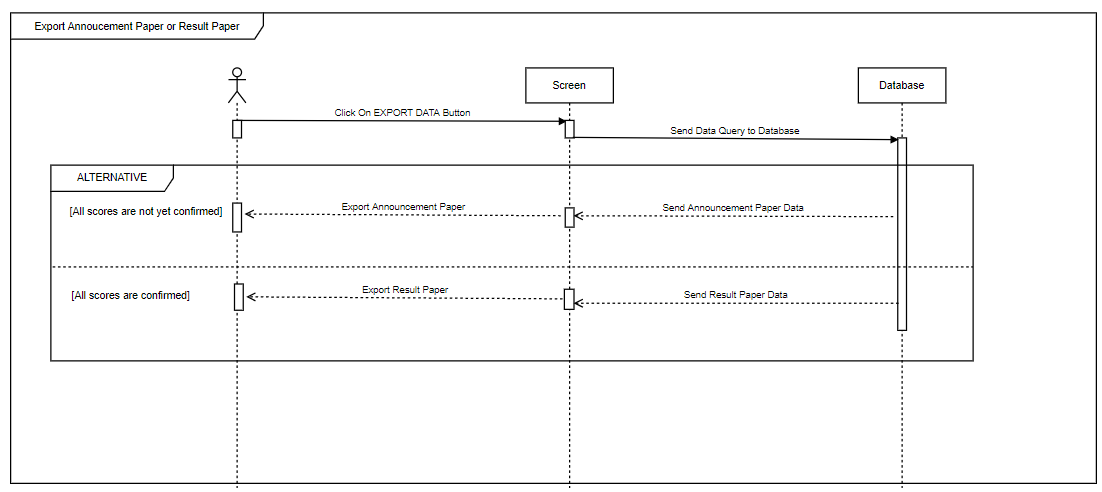 Export Annoucement Paper or Result Paper
Screen
Database
Click On EXPORT DATA Button
Send Data Query to Database
ALTERNATIVE
[All scores are not yet confirmed]
Export Announcement Paper
Send Announcement Paper Data
[All scores are confirmed]
Export Result Paper
Send Result Paper Data